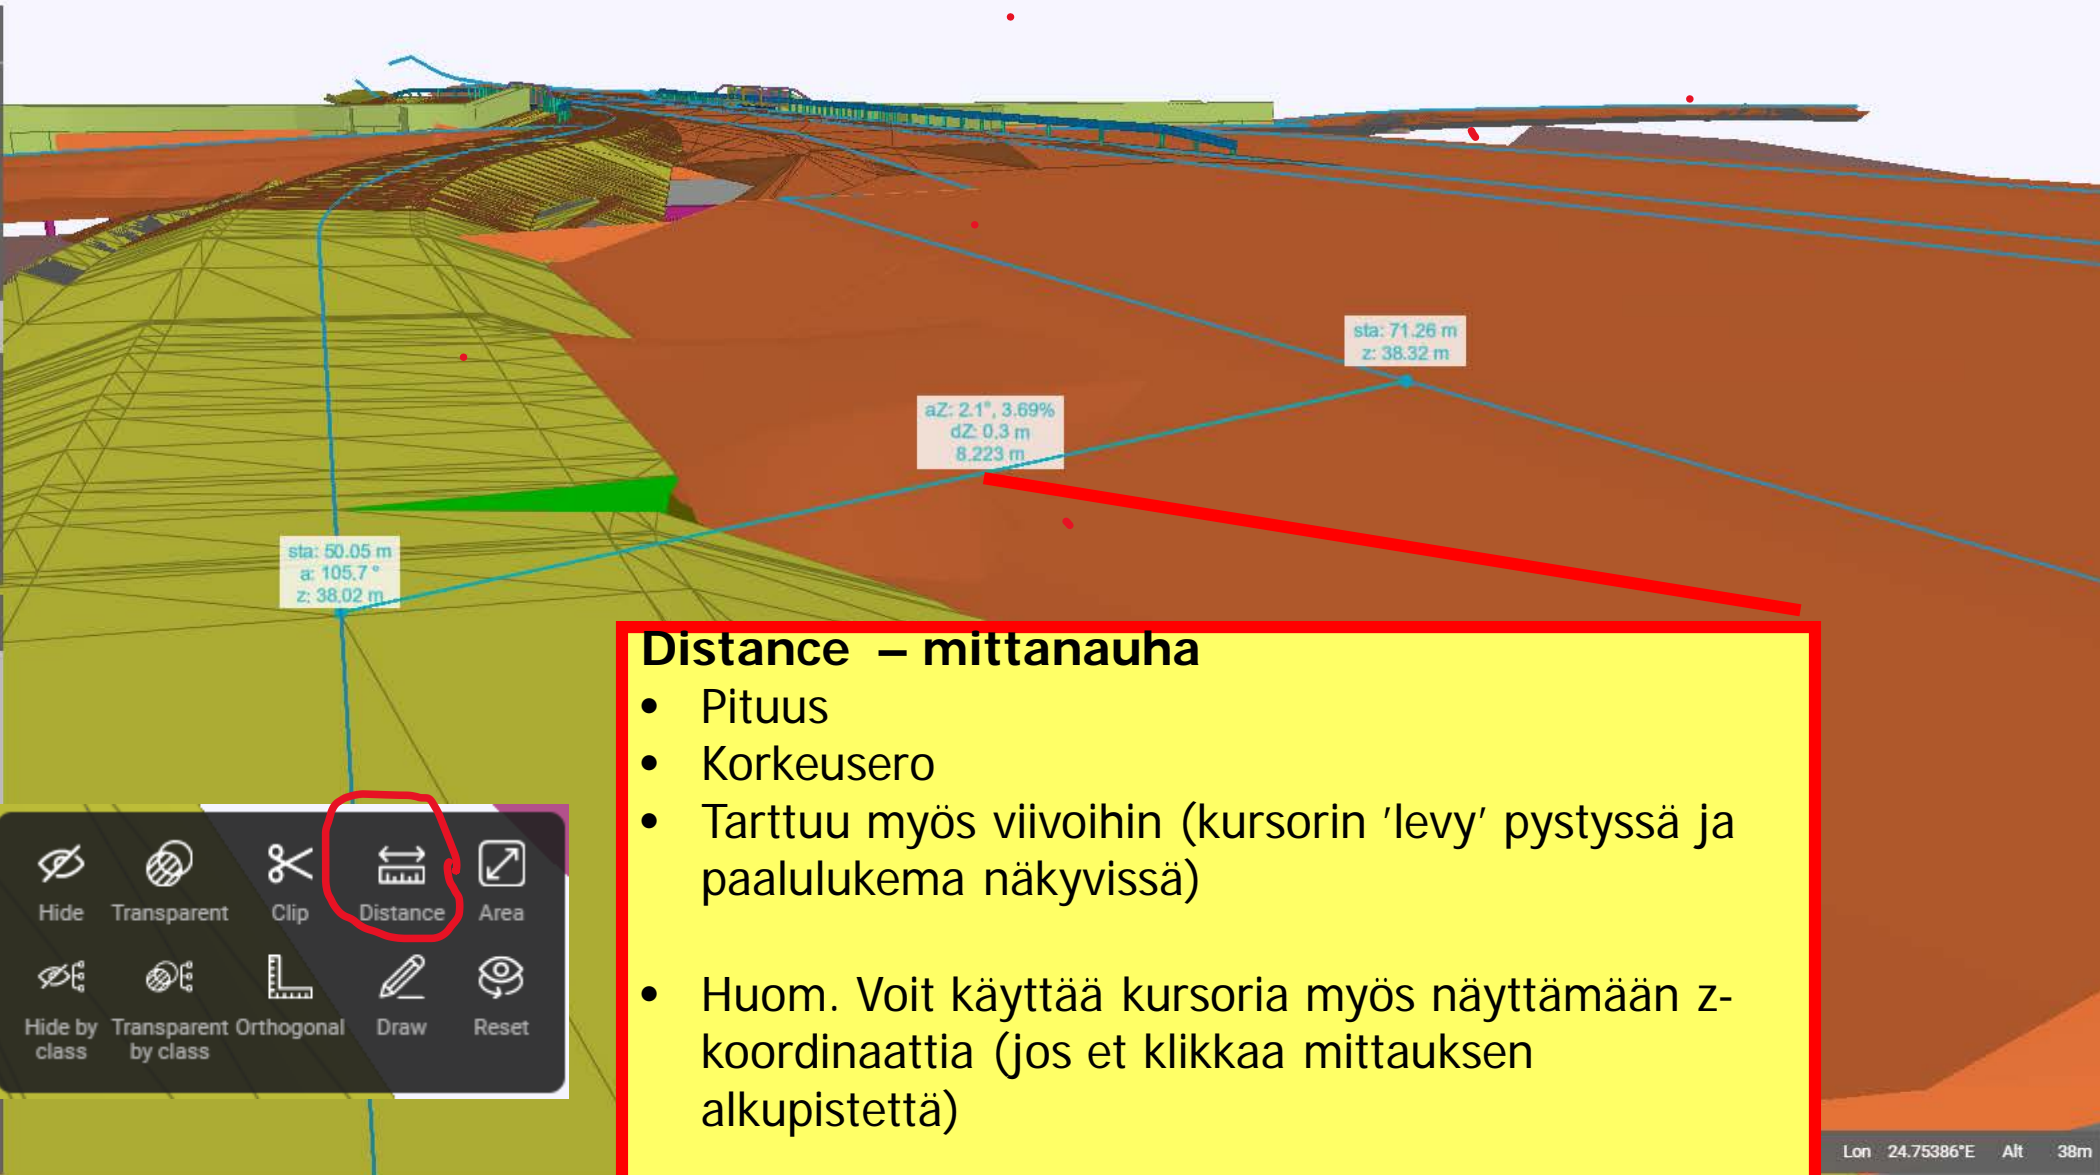 sta: 71.26 m
z: 38.32 m
aZ: 2.1°, 3.69%
dZ: 0.3 m
8.223 m
sta: 50.05 m
a: 105.7 °
z: 38.02 m
Distance – mittanauha
• Pituus
• Korkeusero
• Tarttuu myös viivoihin (kursorin 'levy' pystyssä ja
paalulukema näkyvissä)
• Huom. Voit käyttää kursoria myös näyttämään z-
koordinaattia (jos et klikkaa mittauksen
alkupistettä)
Hide Transparent Clip Distance Area
Hide by class Transparent by class Orthogonal Draw Reset
Lon 24.75386°E Alt 38m